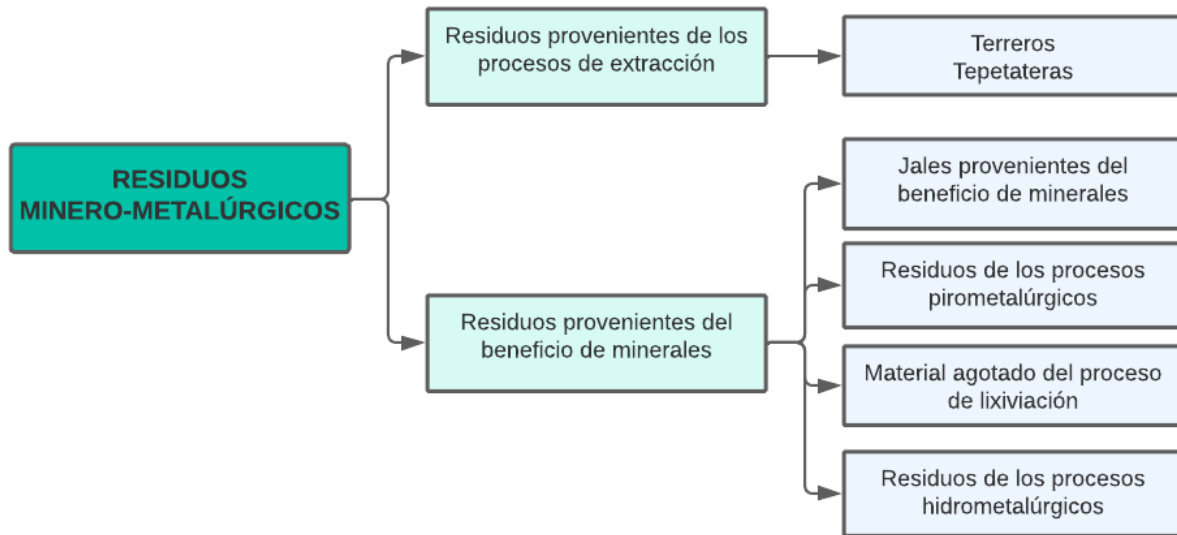 RESIDUOS
MINERO-METALÚRGICOS
Residuos provenientes de los
procesos de extracción
Terreros
Tepetateras
Residuos provenientes del
beneficio de minerales
Jales provenientes del
beneficio de minerales
Residuos de los procesos
pirometalúrgicos
Material agotado del proceso
de lixiviación
Residuos de los procesos
hidrometalúrgicos